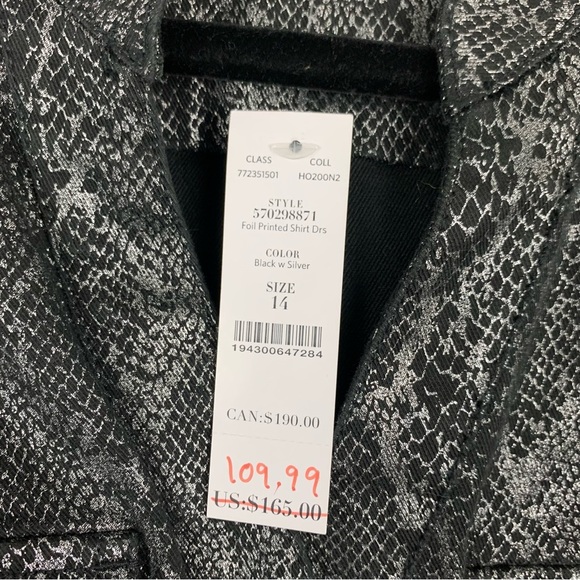 CLASS COLL
772351501 HO200N2
STYLE
570298871
Foil Printed Shirt Drs
COLOR
Black w Silver
SIZE
14
194300647284
CAN:$190.00
109.99
US:$165.00